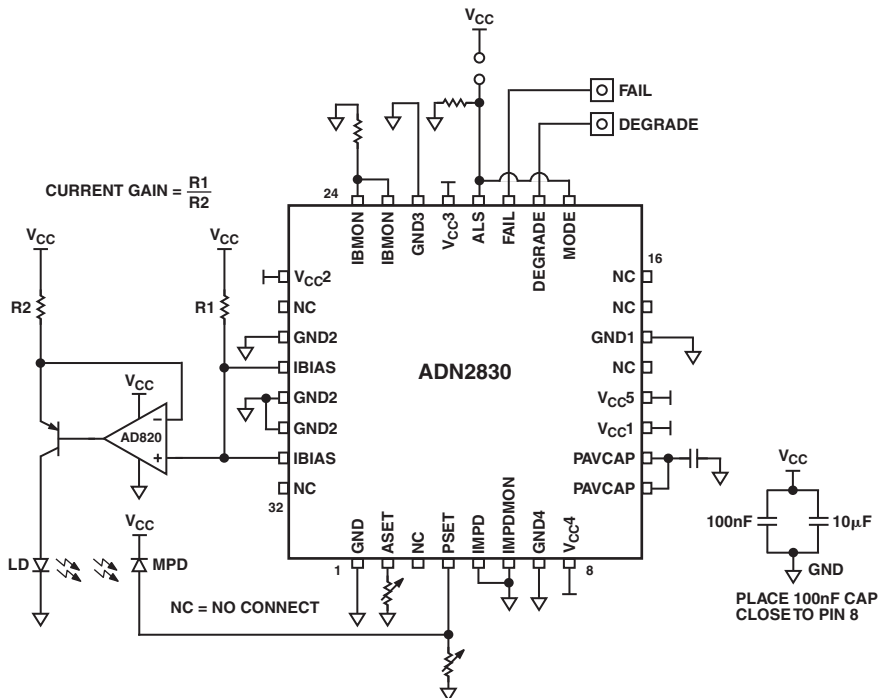 VCC
FAIL
DEGRADE
CURRENT GAIN = R1
R2
24
IBMON
IBMON
GND3
VCC3
ALS
FAIL
DEGRADE
MODE
VCC
VCC
R2
R1
VCC2
NC
GND2
IBIAS
GND2
GND2
IBIAS
NC
32
16
NC
NC
GND1
NC
VCC5
VCC1
PAVCAP
PAVCAP
ADN2830
VCC
AD820
−
+
VCC
LD
MPD
GND
ASET
NC
PSET
IMPD
IMPDMON
GND4
VCC4
1
8
NC = NO CONNECT
VCC
100nF
10μF
GND
PLACE 100nF CAP
CLOSE TO PIN 8